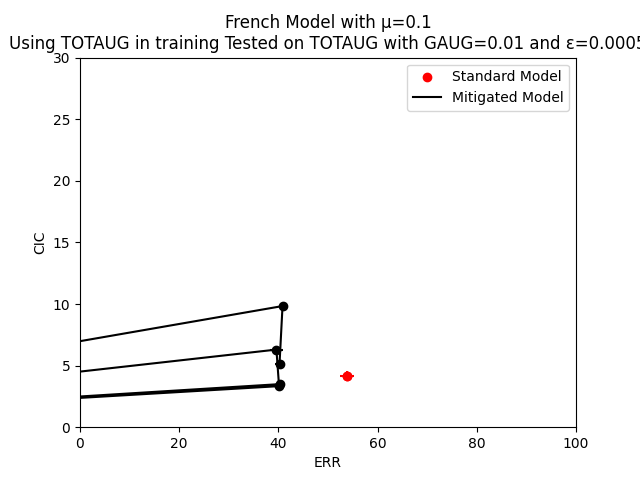 French Model with μ=0.1
Using TOTAUG in training Tested on TOTAUG with GAUG=0.01 and ε=0.0005
Standard Model
Mitigated Model
30
25
20
15
10
5
0
CIC
0 20 40 60 80 100
ERR